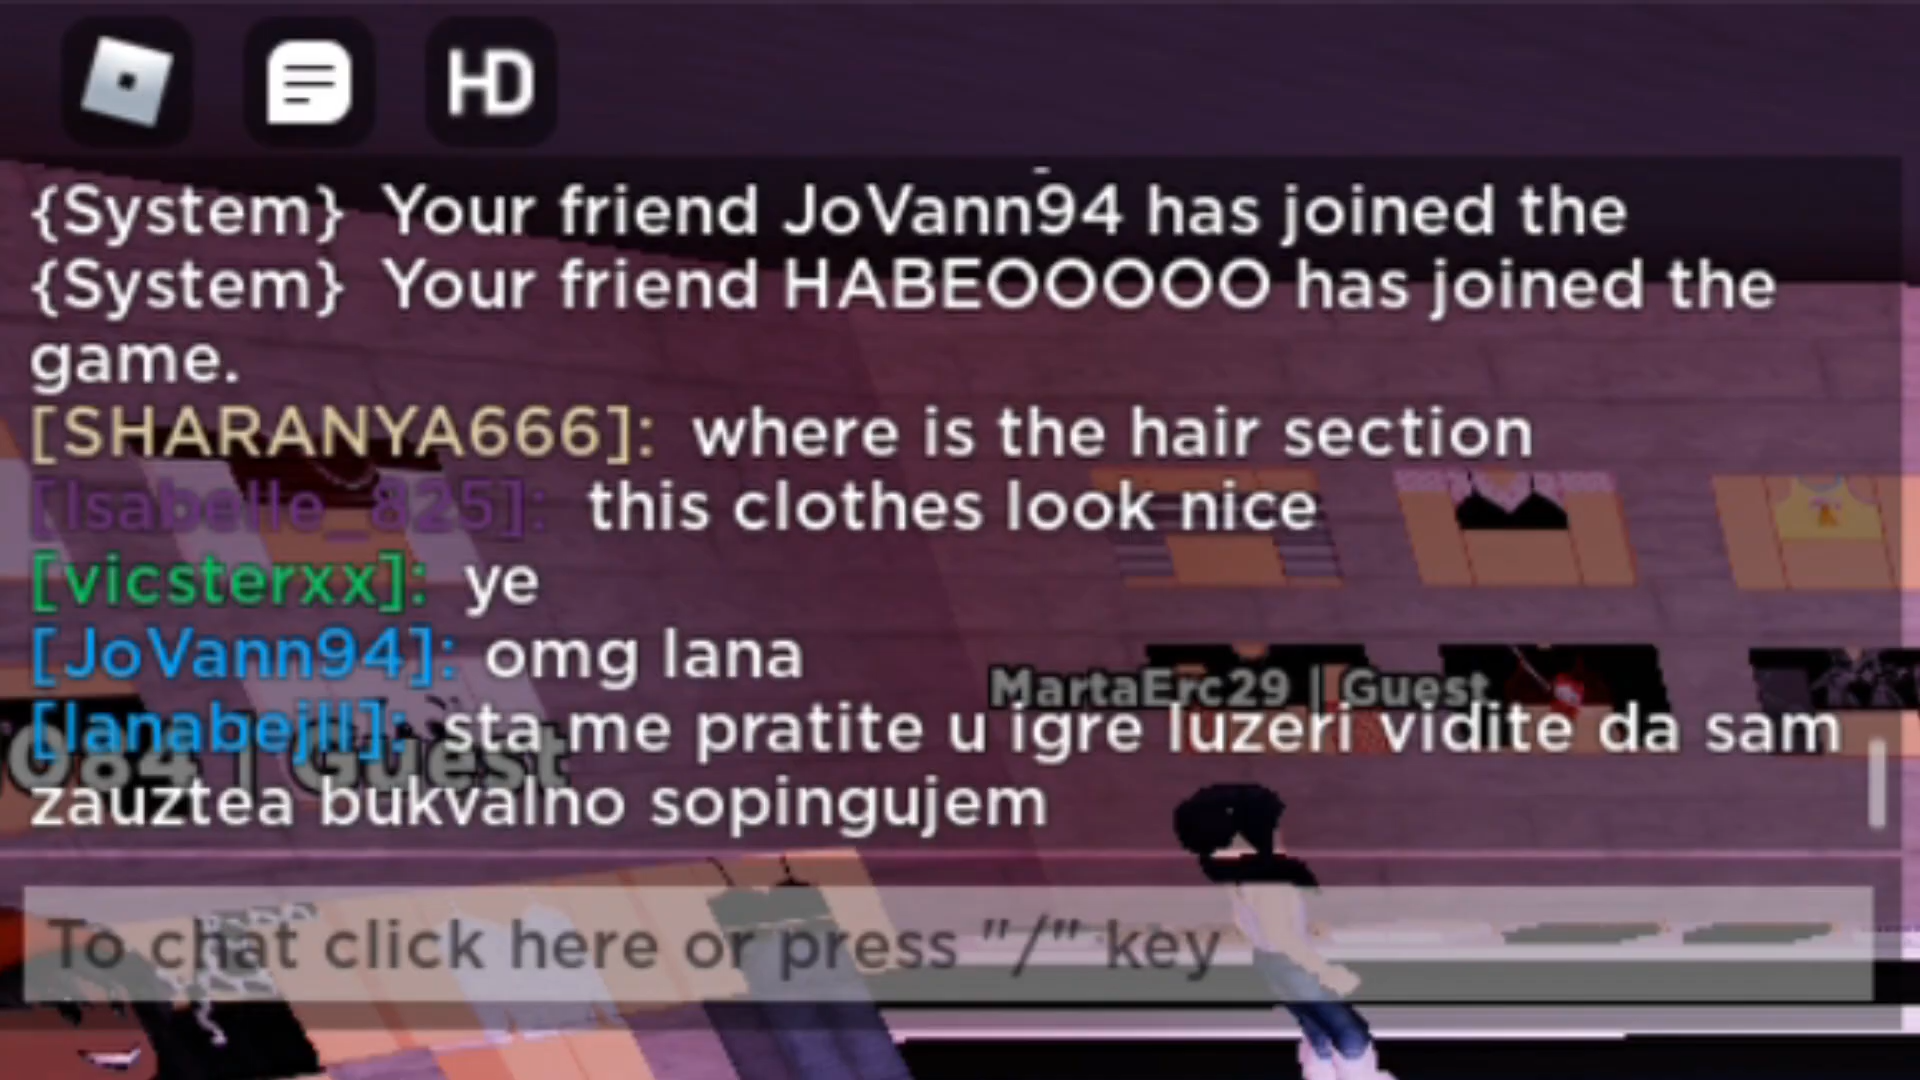 HD
{System} Your friend JoVann94 has joined the
{System} Your friend HABEOOOOO has joined the
game.
[SHARANYA666]: where is the hair section
[Isabelle_825]: this clothes look nice
[vicsterxx]: ye
[JoVann94]: omg lana
MartaErc29 | Guest
[lanabejll]: sta me pratite u igre luzeri vidite da sam
084 | Guest
zauztea bukvalno sopingujem
To chat click here or press "/" key